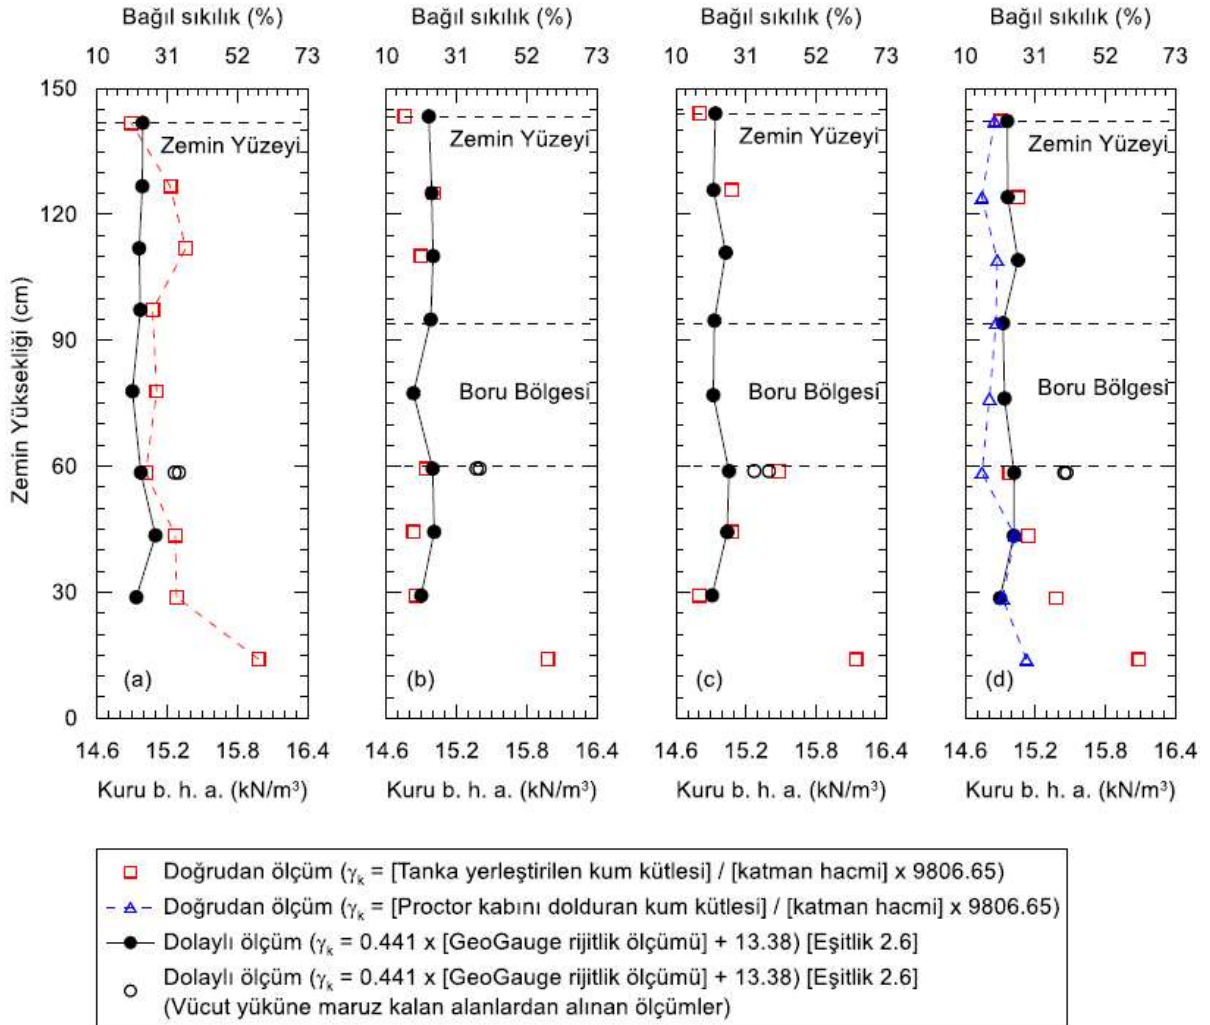 Bağıl sıkılık (%) Bağıl sıkılık (%) Bağıl sıkılık (%) Bağıl sıkılık (%)
10 31 52 73 10 31 52 73 10 31 52 73 10 31 52 73
150
Zemin Yüzeyi Zemin Yüzeyi Zemin Yüzeyi Zemin Yüzeyi
120
90
Boru Bölgesi Boru Bölgesi Boru Bölgesi
60
30
(a) (b) (c) (d)
0
Zemin Yüksekliği (cm)
14.6 15.2 15.8 16.4 14.6 15.2 15.8 16.4 14.6 15.2 15.8 16.4 14.6 15.2 15.8 16.4
Kuru b. h. a. (kN/m³) Kuru b. h. a. (kN/m³) Kuru b. h. a. (kN/m³) Kuru b. h. a. (kN/m³)
Doğrudan ölçüm (γk = [Tanka yerleştirilen kum kütlesi] / [katman hacmi] x 9806.65)
Doğrudan ölçüm (γk = [Proctor kabını dolduran kum kütlesi] / [katman hacmi] x 9806.65)
Dolaylı ölçüm (γk = 0.441 x [GeoGauge rijitlik ölçümü] + 13.38) [Eşitlik 2.6]
Dolaylı ölçüm (γk = 0.441 x [GeoGauge rijitlik ölçümü] + 13.38) [Eşitlik 2.6]
(Vücut yüküne maruz kalan alanlardan alınan ölçümler)